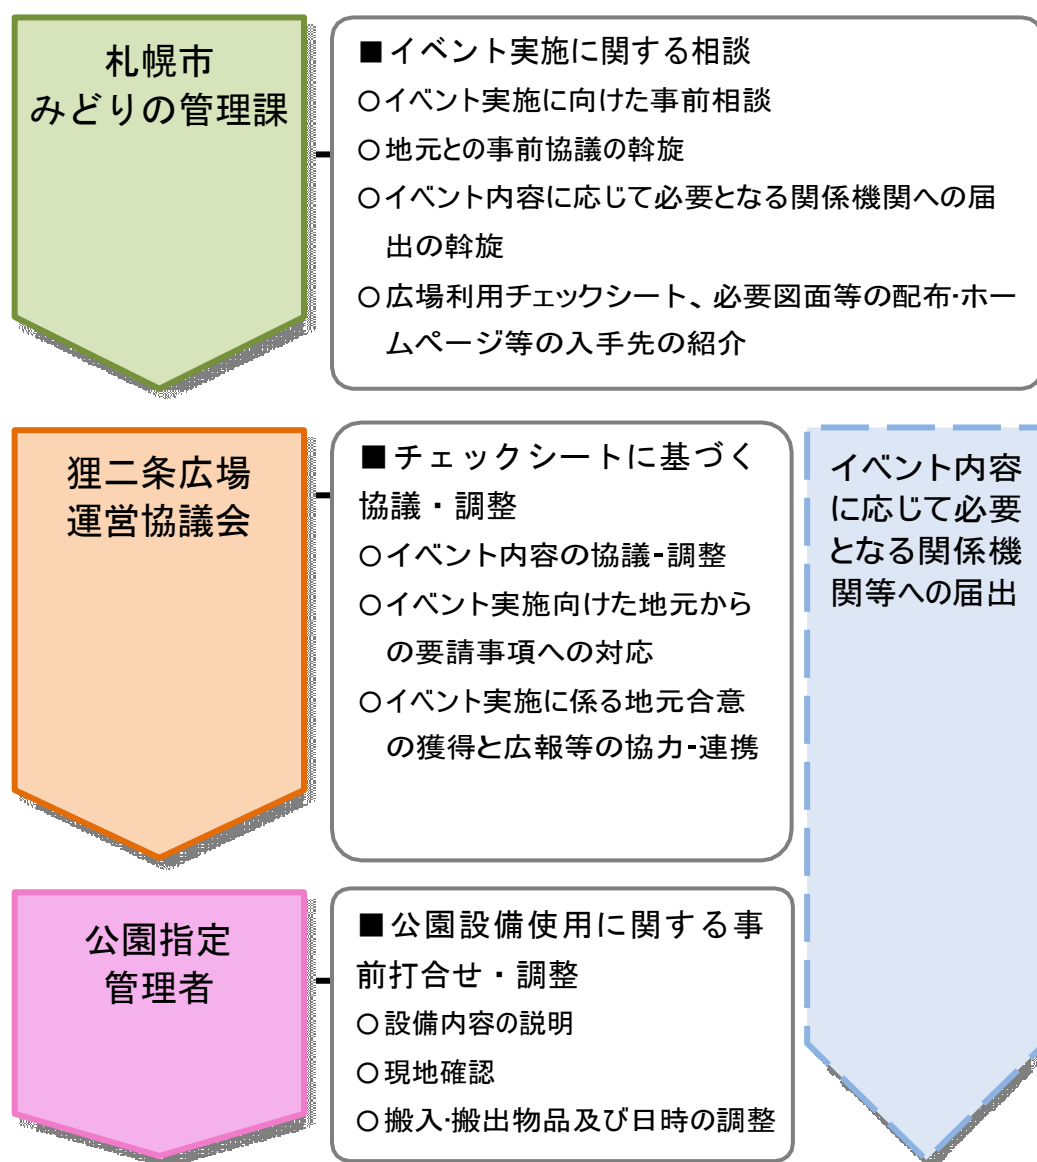 札幌市
みどりの管理課
■イベント実施に関する相談
○イベント実施に向けた事前相談
○地元との事前協議の斡旋
○イベント内容に応じて必要となる関係機関への届
出の斡旋
○広場利用チェックシート、必要図面等の配布・ホー
ムページ等の入手先の紹介
狸二条広場
運営協議会
■チェックシートに基づく
協議・調整
○イベント内容の協議-調整
○イベント実施向けた地元から
の要請事項への対応
○イベント実施に係る地元合意
の獲得と広報等の協力-連携
イベント内容
に応じて必要
となる関係機
関等への届出
公園指定
管理者
■公園設備使用に関する事
前打合せ・調整
○設備内容の説明
○現地確認
○搬入・搬出物品及び日時の調整